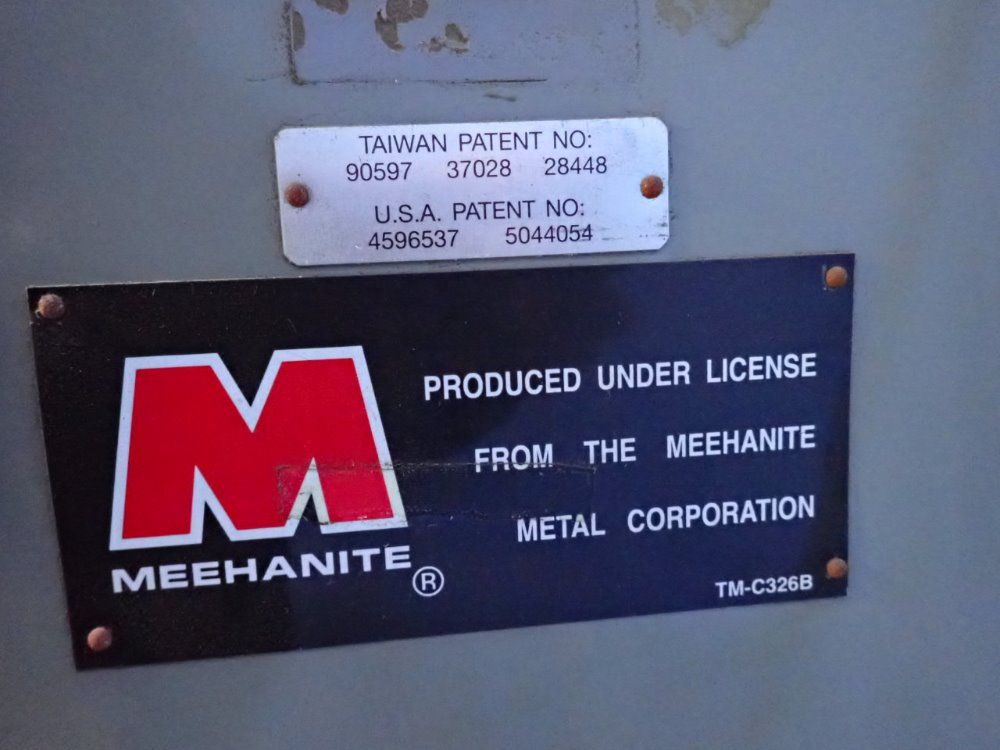 TAIWAN PATENT NO:
90597 37028 28448
U.S.A. PATENT NO:
4596537 5044054
PRODUCED UNDER LICENSE
FROM THE MEEHANITE
METAL CORPORATION
M
MEEHANITE ®
TM-C326B